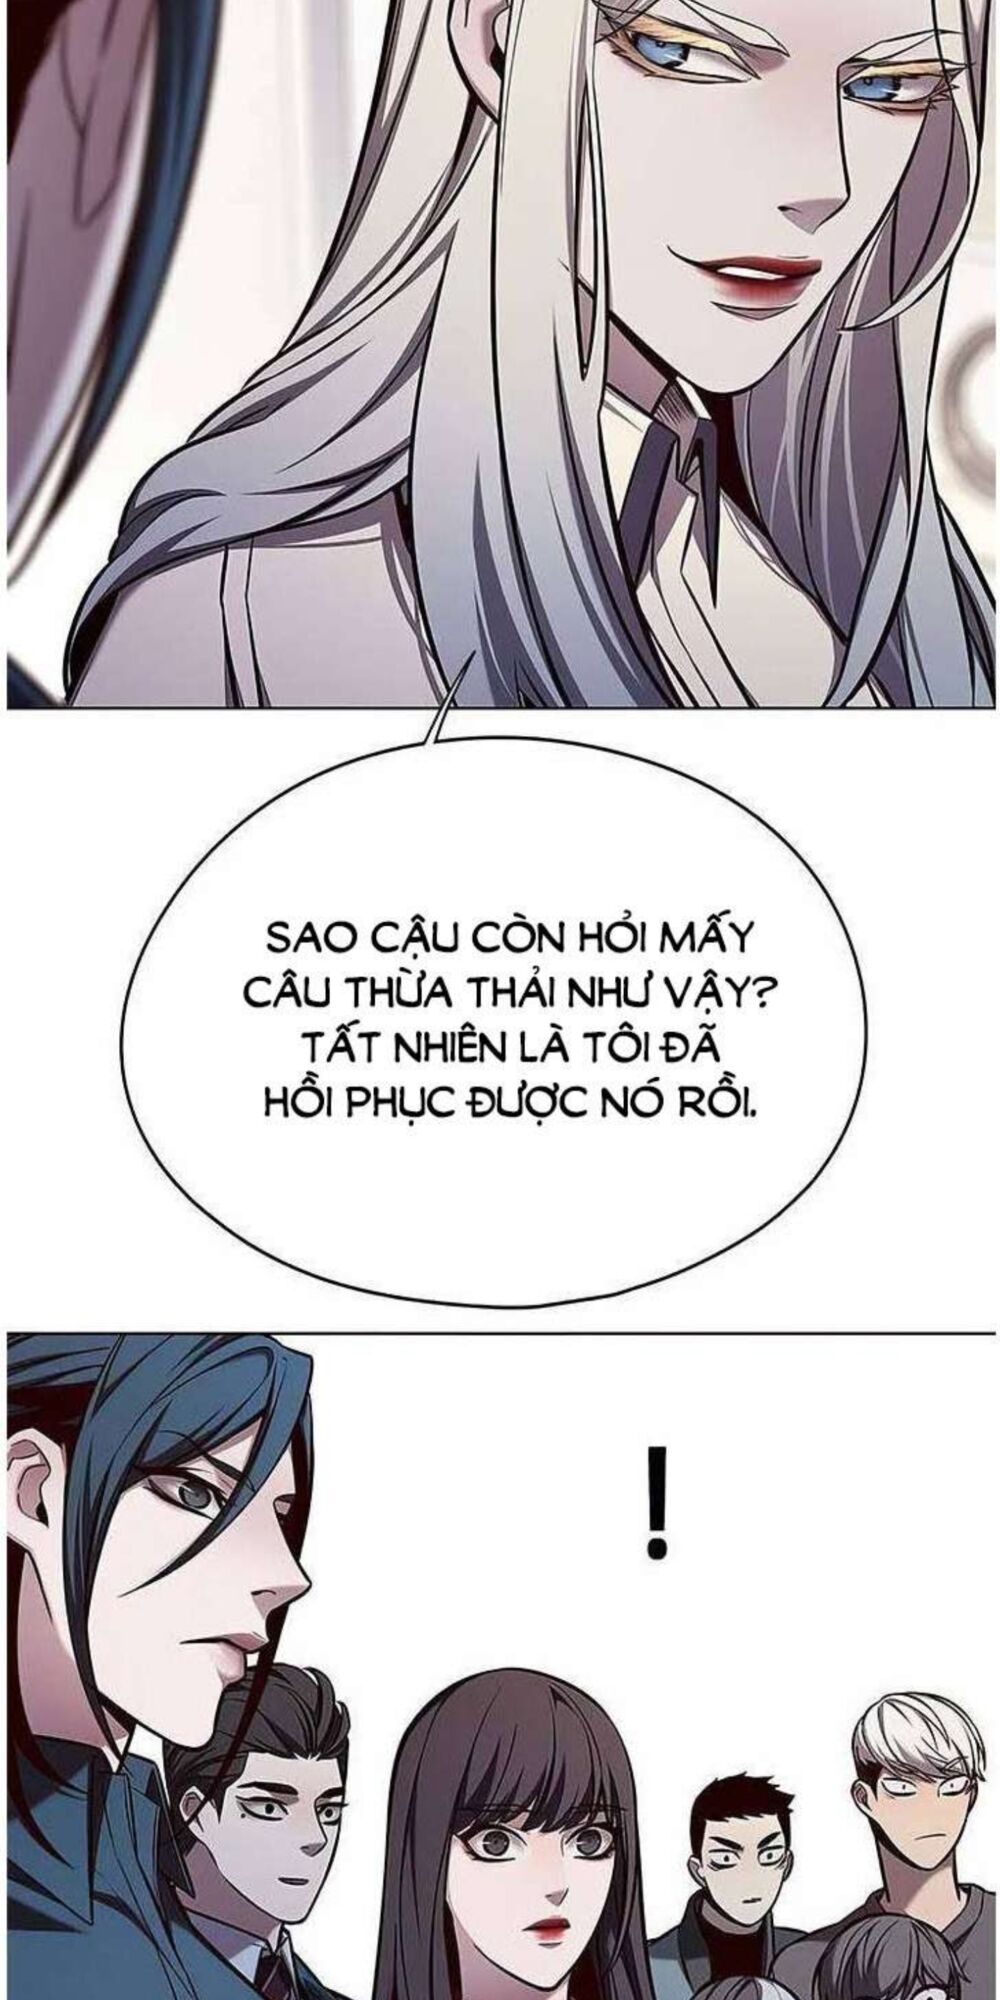 SAO CẬU CÒN HỎI MẤY
CÂU THỪA THẢI NHƯ VẬY?
TẤT NHIÊN LÀ TÔI ĐÃ
HỒI PHỤC ĐƯỢC NÓ RỒI.
!